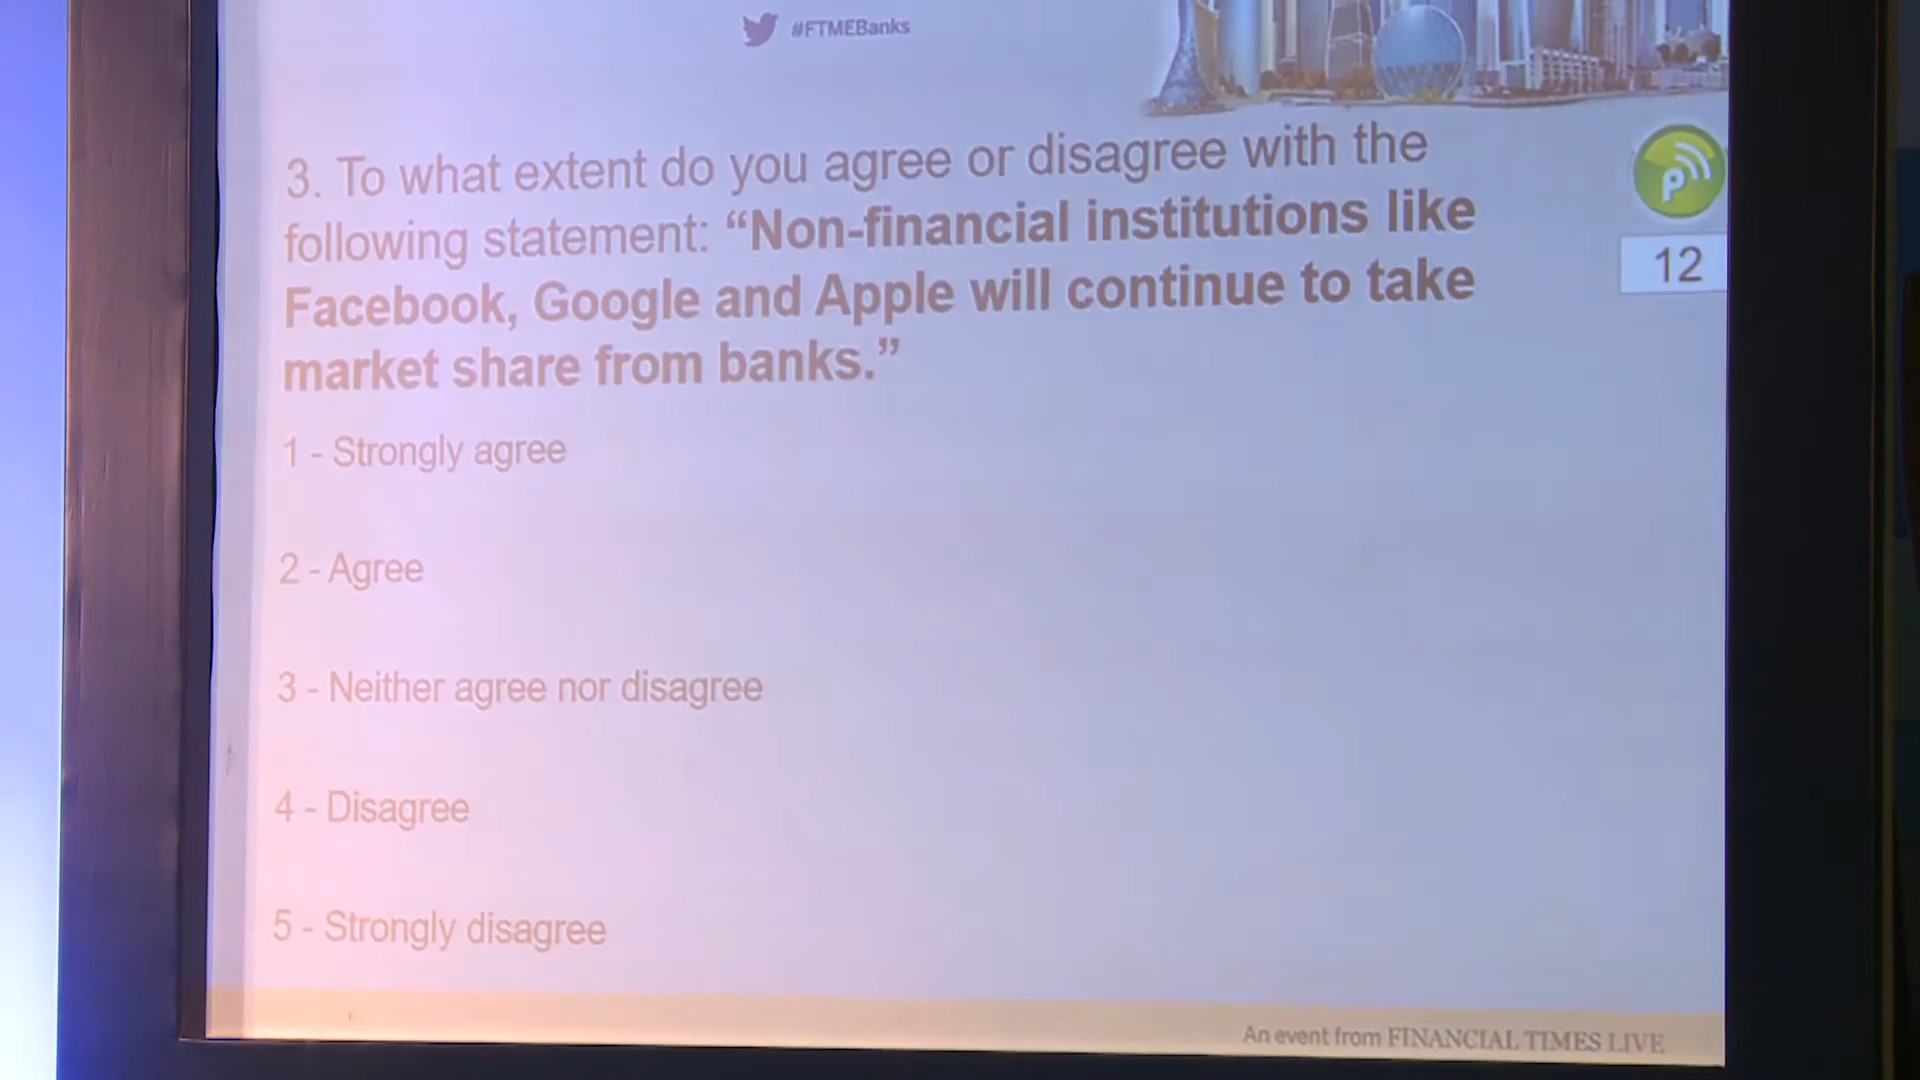 #FTMEBanks
3. To what extent do you agree or disagree with the
following statement: “Non-financial institutions like
Facebook, Google and Apple will continue to take
market share from banks.”
P
12
1 - Strongly agree
2 - Agree
3 - Neither agree nor disagree
4 - Disagree
5 - Strongly disagree
An event from FINANCIAL TIMES LIVE